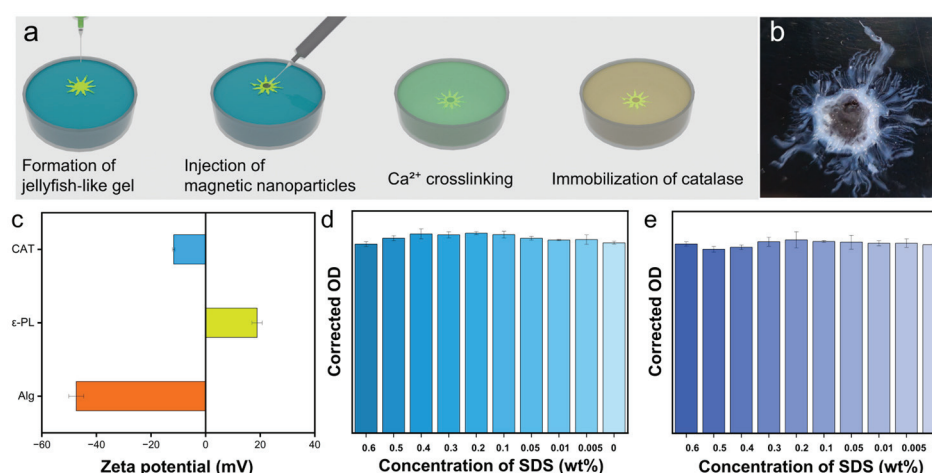 a
Formation of
jellyfish-like gel
Injection of
magnetic nanoparticles
Ca²⁺ crosslinking
Immobilization of catalase
b
c
CAT
ε-PL
Alg
−60 −40 −20 0 20 40
Zeta potential (mV)
d
Corrected OD
0.6 0.5 0.4 0.3 0.2 0.1 0.05 0.01 0.005 0
Concentration of SDS (wt%)
e
Corrected OD
0.6 0.5 0.4 0.3 0.2 0.1 0.05 0.01 0.005
Concentration of SDS (wt%)